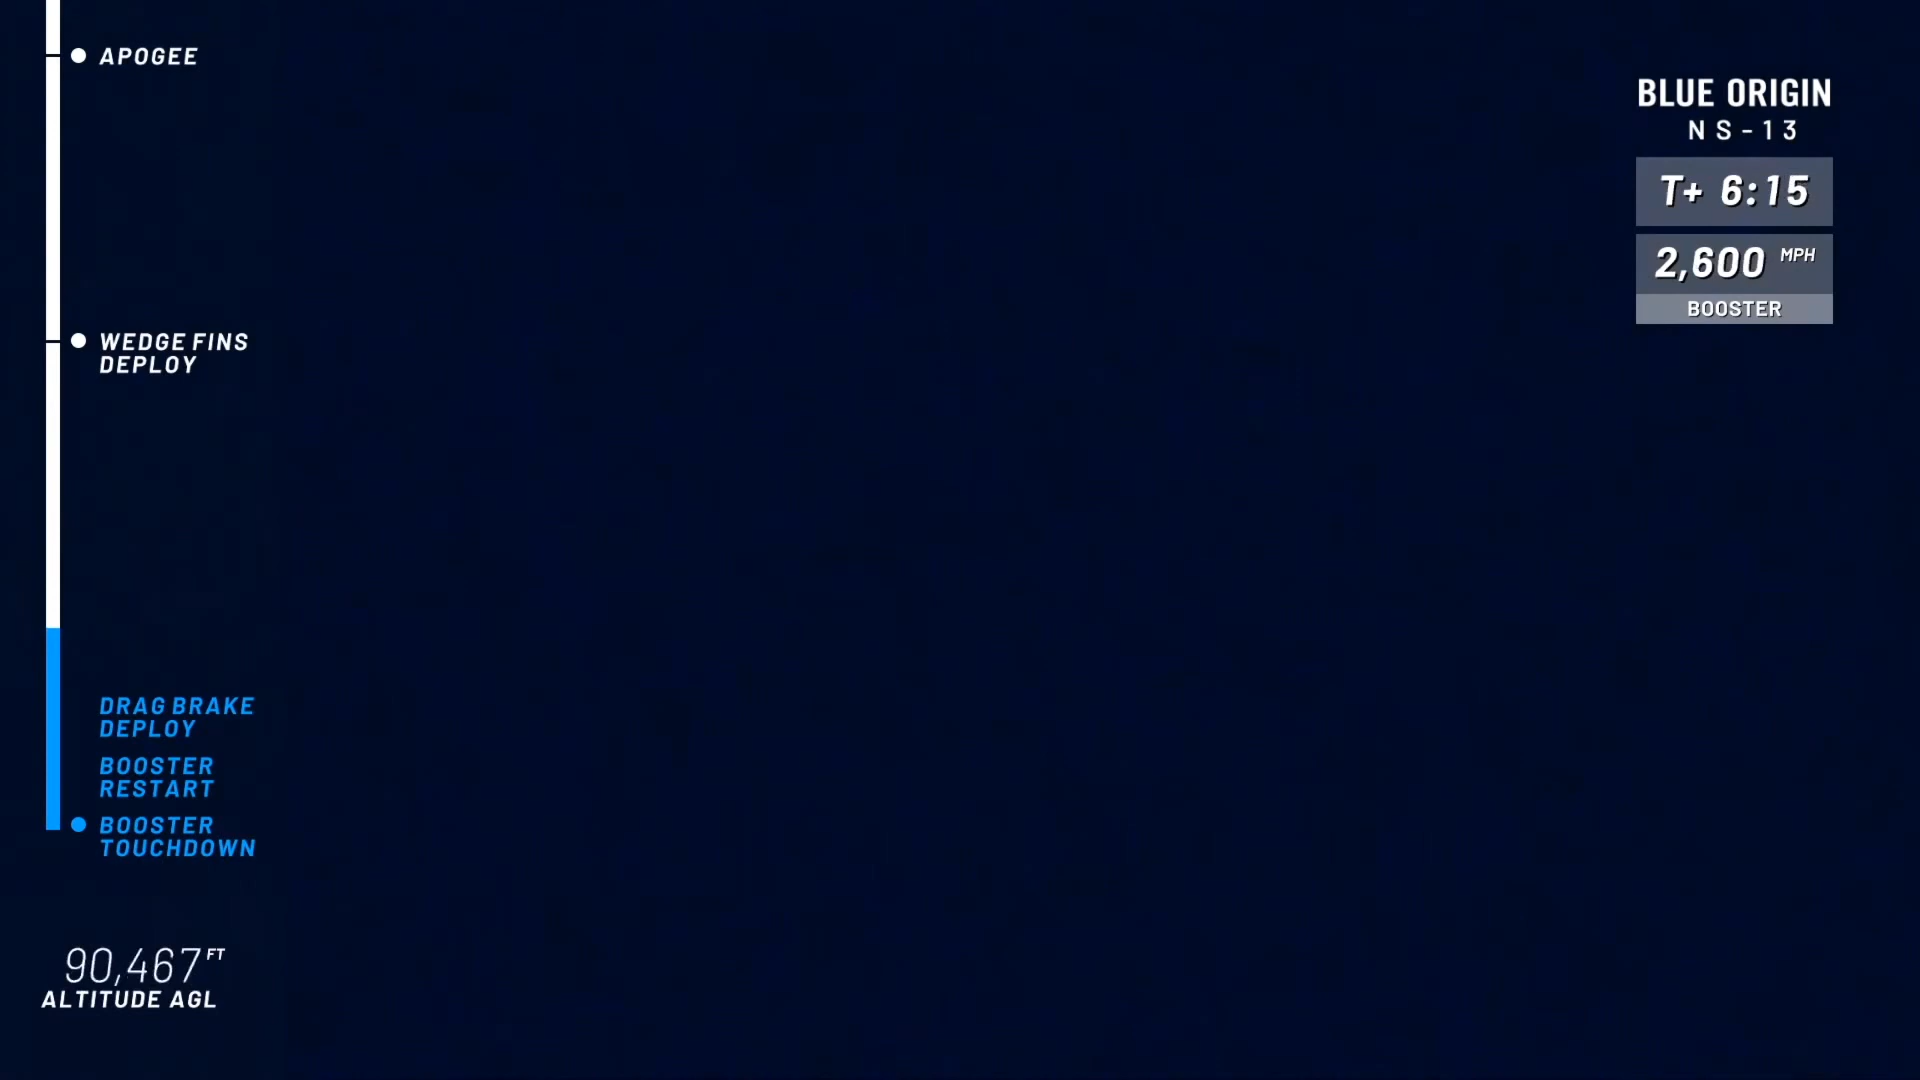 APOGEE
WEDGE FINS
DEPLOY
DRAG BRAKE
DEPLOY
BOOSTER
RESTART
BOOSTER
TOUCHDOWN
90,467 FT
ALTITUDE AGL
BLUE ORIGIN
NS-13
T+ 6:15
2,600 MPH
BOOSTER